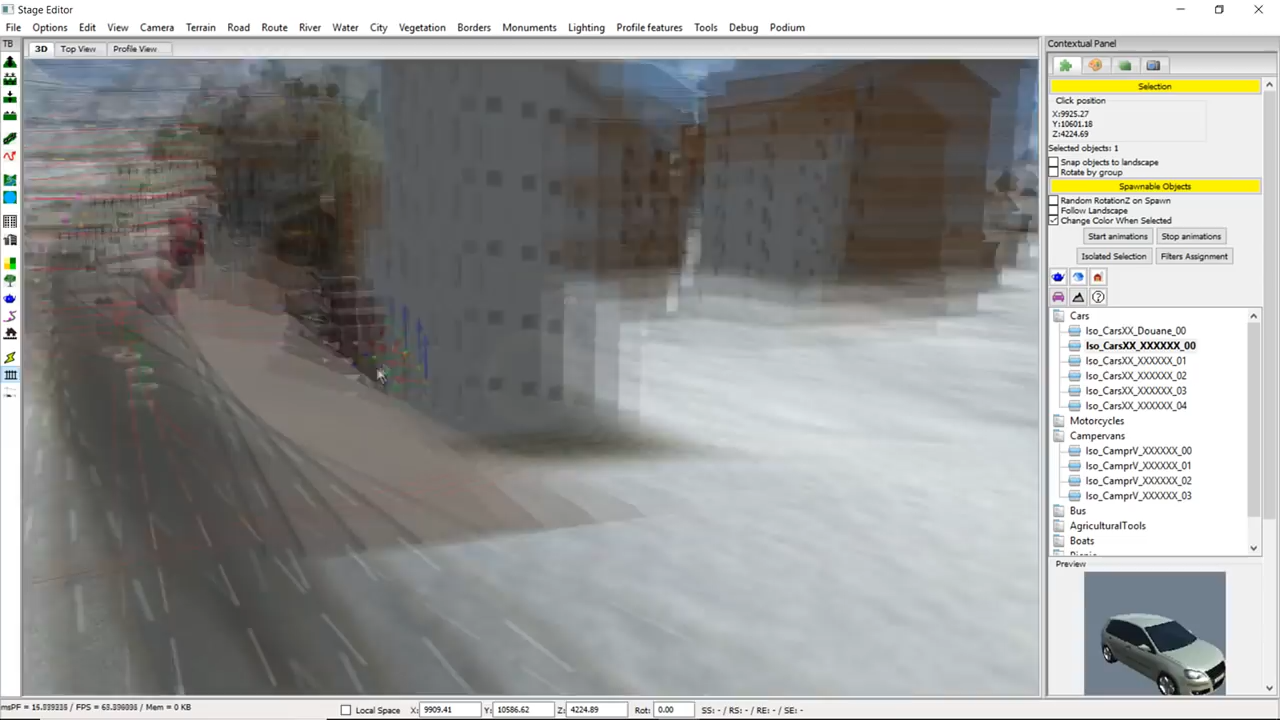 Stage Editor
File Options Edit View Camera Terrain Road Route River Water City Vegetation Borders Monuments Lighting Profile features Tools Debug Podium
TB
3D Top View Profile View
Contextual Panel
Selection
Click position
X:9925.27
Y:10601.18
Z:4224.69
Selected objects: 1
Snap objects to landscape
Rotate by group
Spawnable Objects
Random RotationZ on Spawn
Follow Landscape
Change Color When Selected
Start animations Stop animations
Isolated Selection Filters Assignment
Cars
Iso_CarsXX_Douane_00
Iso_CarsXX_XXXXXX_00
Iso_CarsXX_XXXXXX_01
Iso_CarsXX_XXXXXX_02
Iso_CarsXX_XXXXXX_03
Iso_CarsXX_XXXXXX_04
Motorcycles
Campervans
Iso_CamprV_XXXXXX_00
Iso_CamprV_XXXXXX_01
Iso_CamprV_XXXXXX_02
Iso_CamprV_XXXXXX_03
Bus
AgriculturalTools
Boats
Preview
/ Mem = 0 KB
Local Space X: 9909.41 Y: 10586.62 Z: 4224.89 Rot: 0.00 SS: - / RS: - / RE: - / SE: -